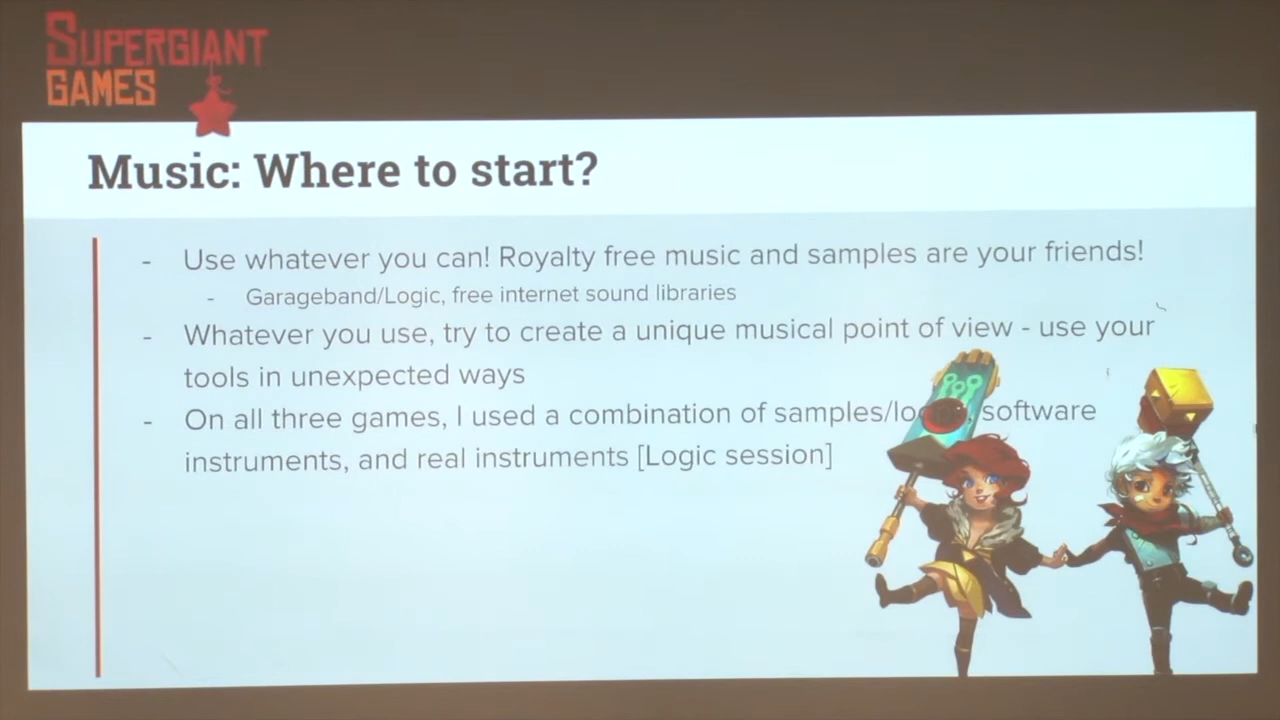 SUPERGIANT
GAMES
Music: Where to start?
- Use whatever you can! Royalty free music and samples are your friends!
- Garageband/Logic, free internet sound libraries
- Whatever you use, try to create a unique musical point of view - use your
tools in unexpected ways
- On all three games, I used a combination of samples/ software
instruments, and real instruments [Logic session]